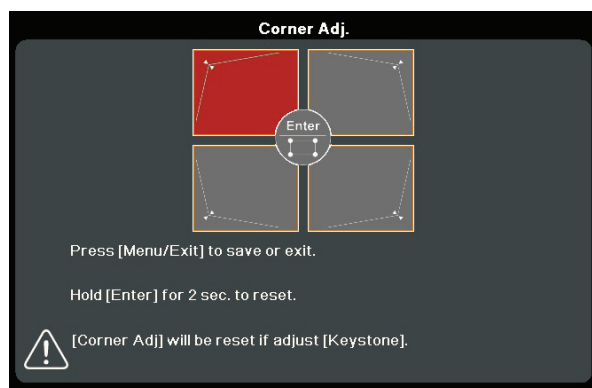 Corner Adj.
Enter
Press [Menu/Exit] to save or exit.
Hold [Enter] for 2 sec. to reset.
[Corner Adj] will be reset if adjust [Keystone].